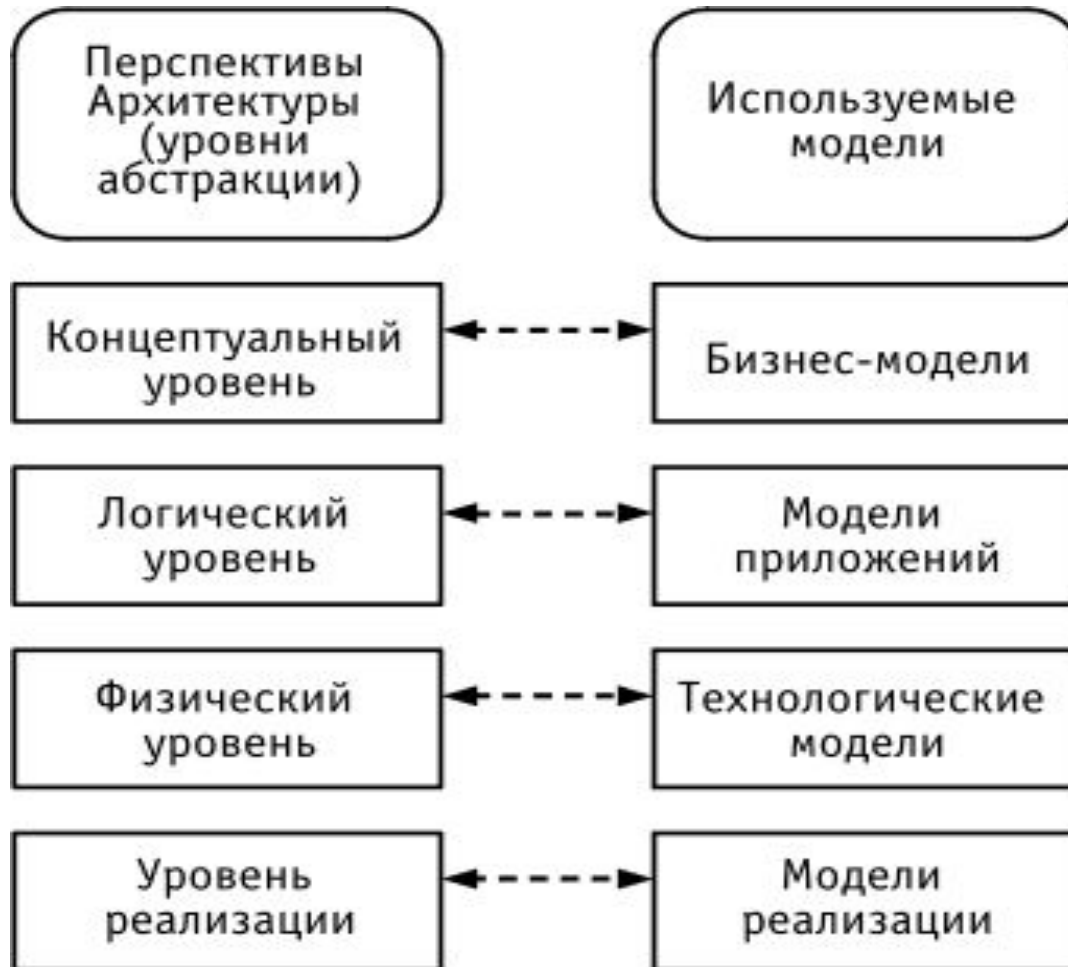 Перспективы
Архитектуры
(уровни
абстракции)
Используемые
модели
Концептуальный
уровень
Бизнес-модели
Логический
уровень
Модели
приложений
Физический
уровень
Технологические
модели
Уровень
реализации
Модели
реализации